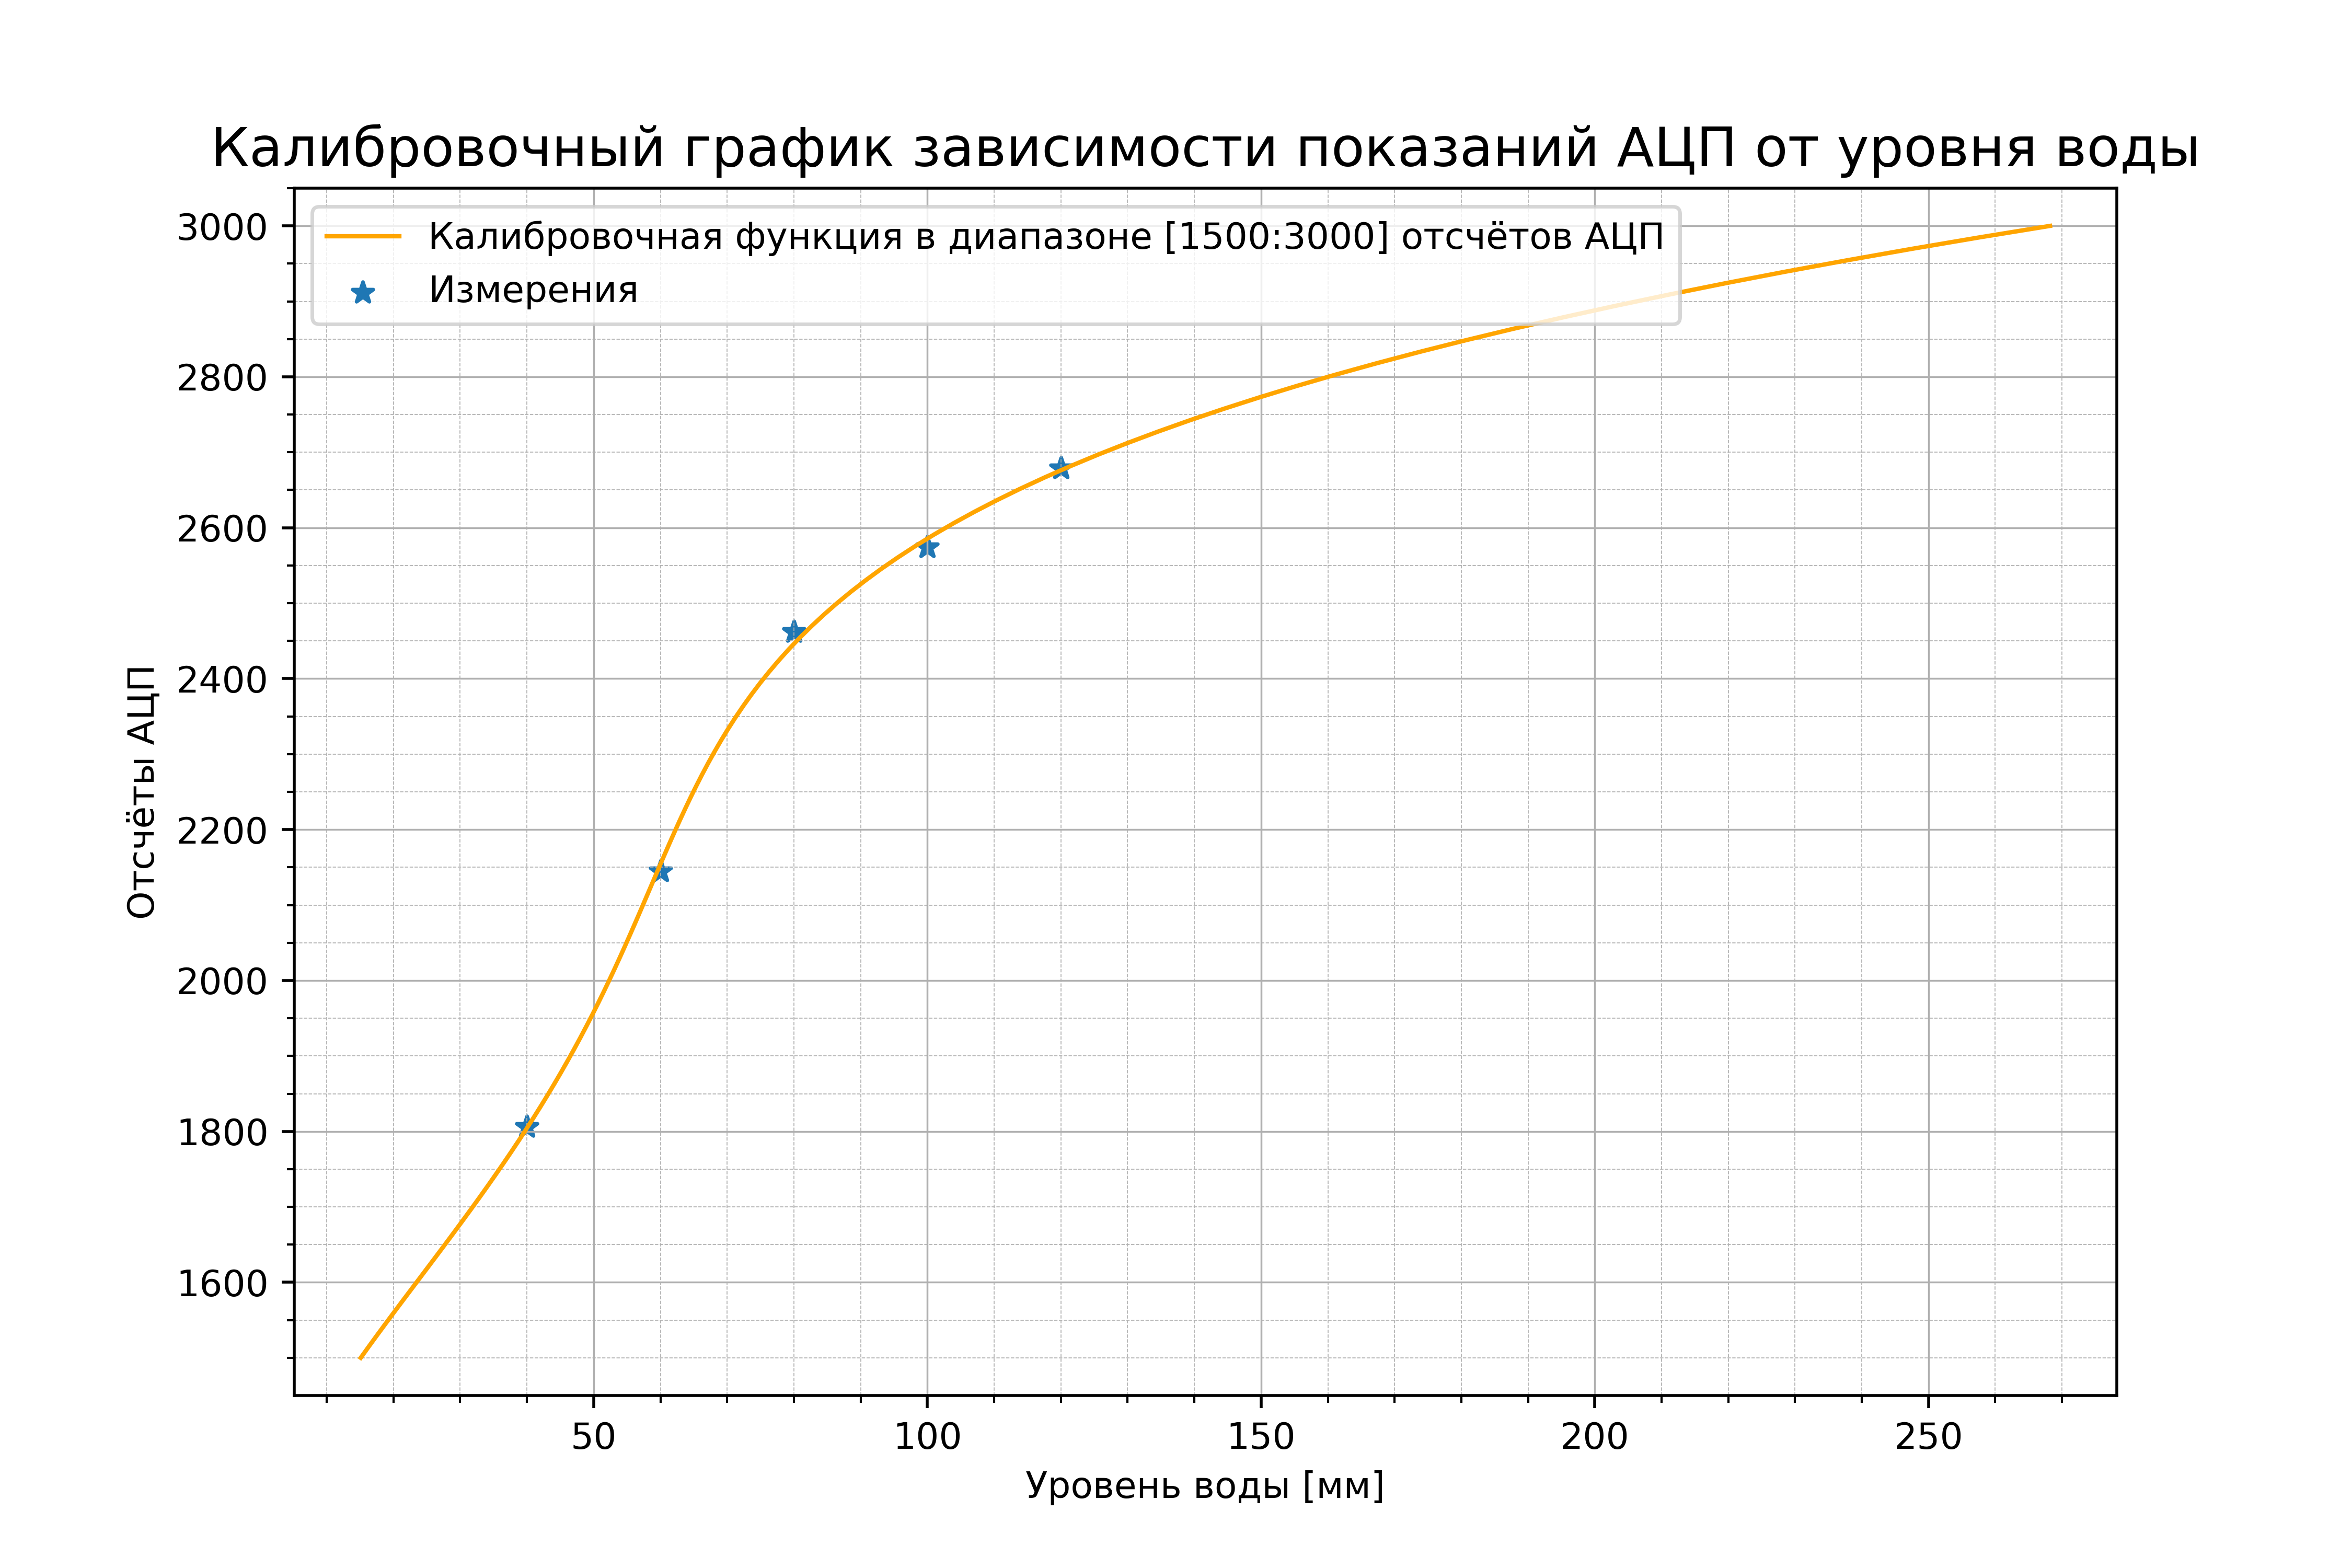 Калибровочный график зависимости показаний АЦП от уровня воды
Калибровочная функция в диапазоне [1500:3000] отсчётов АЦП
Измерения
Отсчёты АЦП
3000
2800
2600
2400
2200
2000
1800
1600
50 100 150 200 250
Уровень воды [мм]